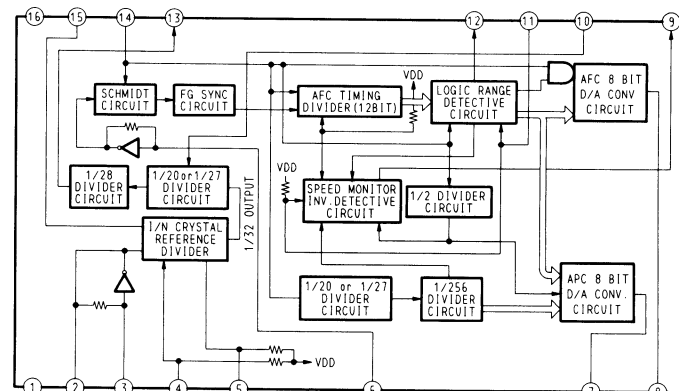 16 15 14 13 12 11 10 9
SCHMIDT
CIRCUIT
FG SYNC
CIRCUIT
AFC TIMING
DIVIDER(12BIT)
VDD
LOGIC RANGE
DETECTIVE
CIRCUIT
AFC 8 BIT
D/A CONV
CIRCUIT
1/28
DIVIDER
CIRCUIT
1/20or1/27
DIVIDER
CIRCUIT
1/32 OUTPUT
VDD
SPEED MONITOR
INV.DETECTIVE
CIRCUIT
1/2 DIVIDER
CIRCUIT
I/N CRYSTAL
REFERENCE
DIVIDER
1/20 or 1/27
DIVIDER
CIRCUIT
1/256
DIVIDER
CIRCUIT
APC 8 BIT
D/A CONV.
CIRCUIT
VDD
1 2 3 4 5 6 7 8